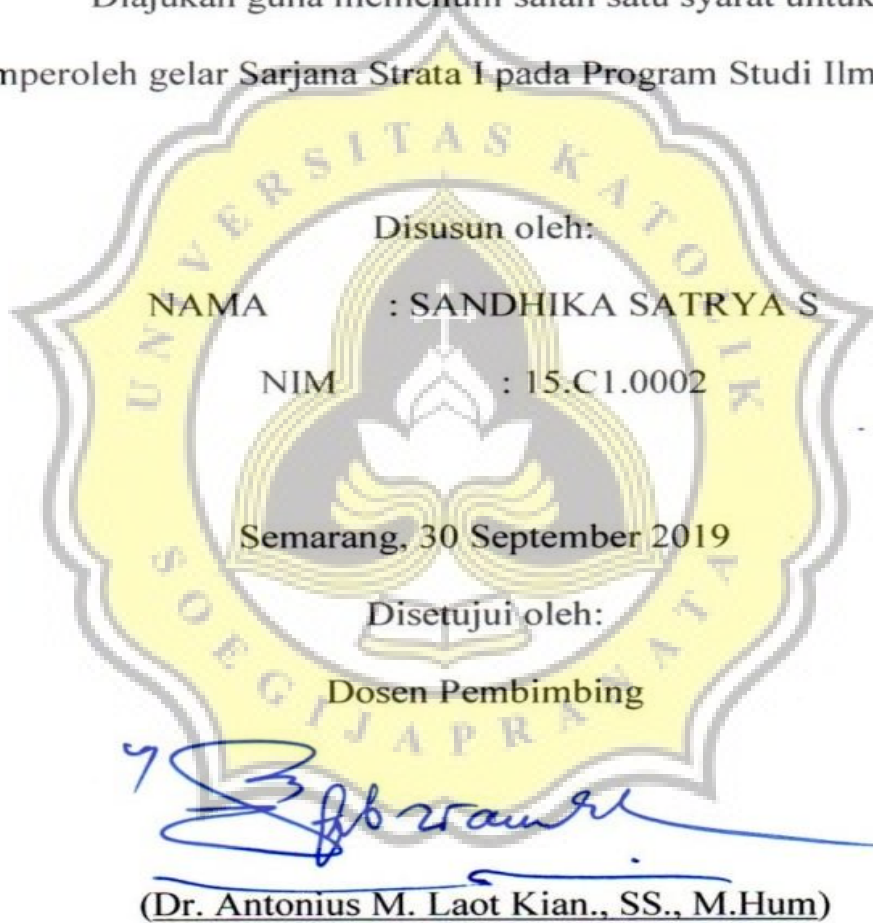 Diajukan guna memenuhi salah satu syarat untuk
mperoleh gelar Sarjana Strata I pada Program Studi Ilm
UNIVERSITAS KATOLIK
Disusun oleh:
NAMA : SANDHIKA SATRYA S
NIM : 15.C1.0002
Semarang, 30 September 2019
Disetujui oleh:
Dosen Pembimbing
SOEGIJAPRANATA
(Dr. Antonius M. Laot Kian., SS., M.Hum)